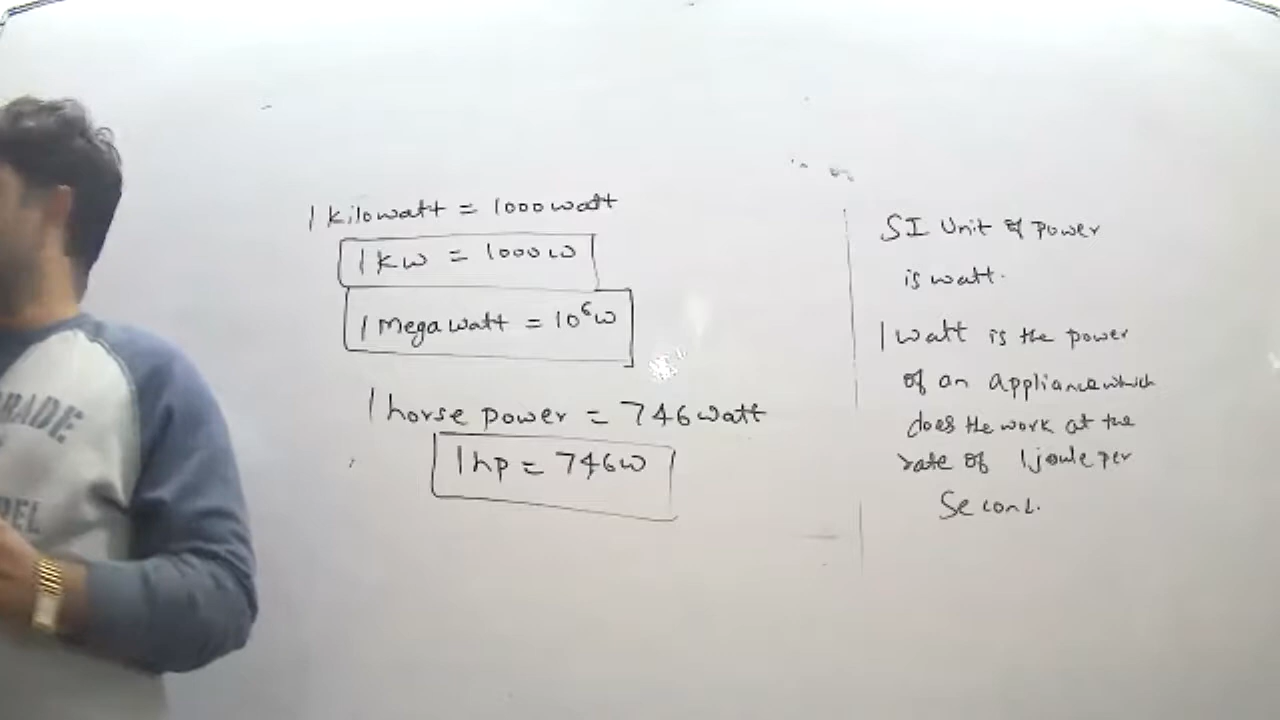 1 kilowatt = 1000 watt
1 kw = 1000 w
1 Mega watt = 10⁶ w
1 horse power = 746 watt
1 hp = 746 w
SI Unit of Power
is watt.
1 watt is the power
of an appliance which
does the work at the
rate of 1 joule per
Second.